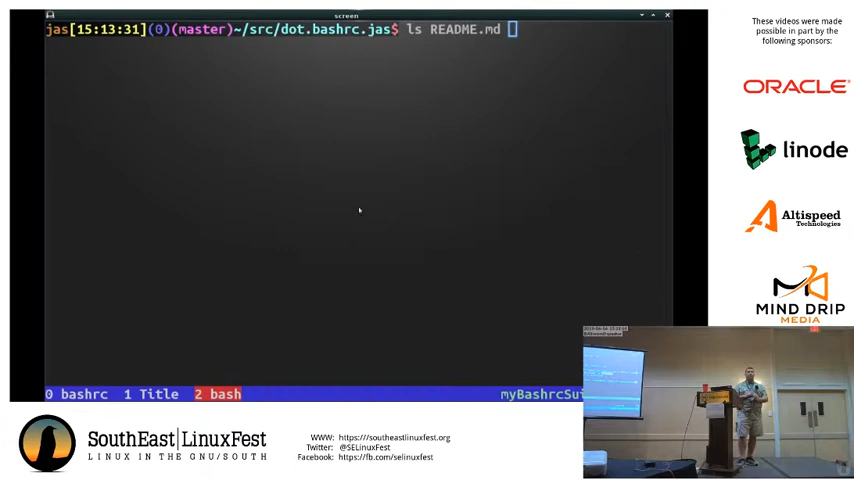 screen
jas[15:13:31](0)(master)~/src/dot.bashrc.jas$ ls README.md
0 bashrc 1 Title 2 bash
myBashrcSui
These videos were made
possible in part by the
following sponsors:
ORACLE
linode
Altispeed
Technologies
MIND DRIP
MEDIA
SouthEast|LinuxFest
LINUX IN THE GNU/SOUTH
WWW: https://southeastlinuxfest.org
Twitter: @SELinuxFest
Facebook: https://fb.com/selinuxfest